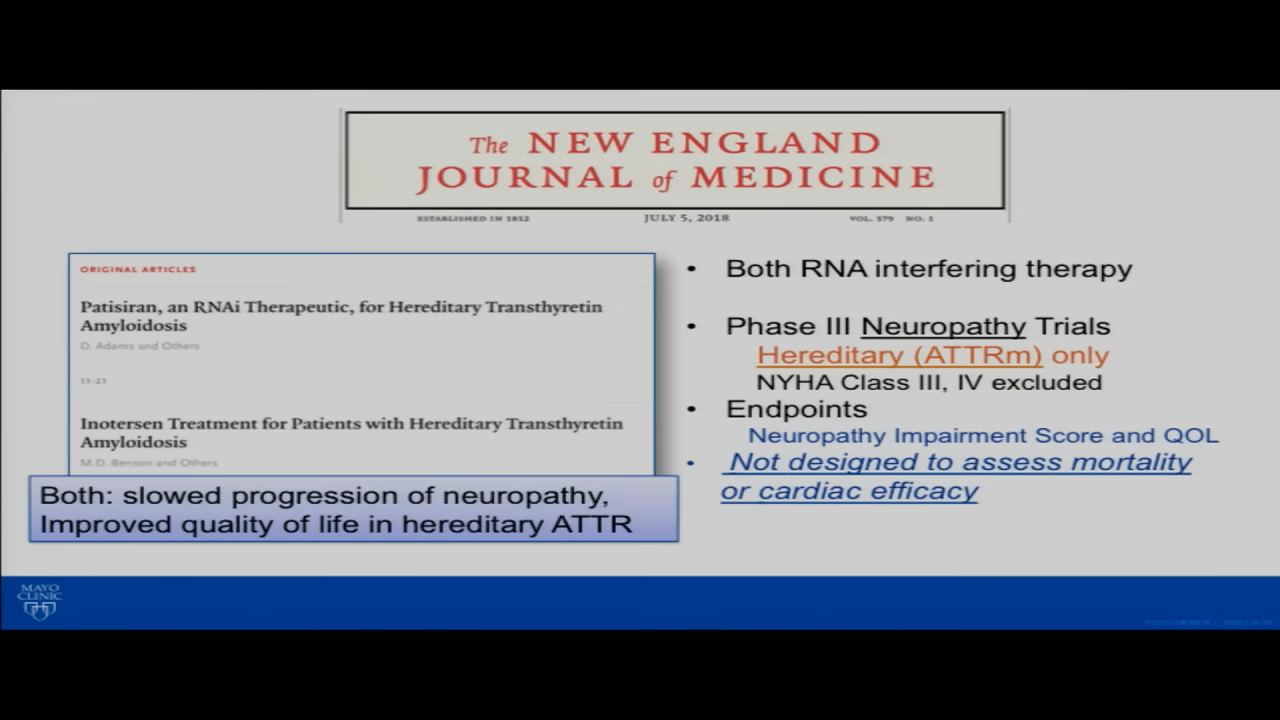 The NEW ENGLAND
JOURNAL of MEDICINE
ESTABLISHED IN 1812 JULY 5, 2018 VOL. 379 NO. 1
ORIGINAL ARTICLES
Patisiran, an RNAi Therapeutic, for Hereditary Transthyretin
Amyloidosis
D. Adams and Others
11-21
Inotersen Treatment for Patients with Hereditary Transthyretin
Amyloidosis
M.D. Benson and Others
Both: slowed progression of neuropathy,
Improved quality of life in hereditary ATTR
• Both RNA interfering therapy
• Phase III Neuropathy Trials
Hereditary (ATTRm) only
NYHA Class III, IV excluded
• Endpoints
Neuropathy Impairment Score and QOL
• Not designed to assess mortality
or cardiac efficacy
MAYO
CLINIC